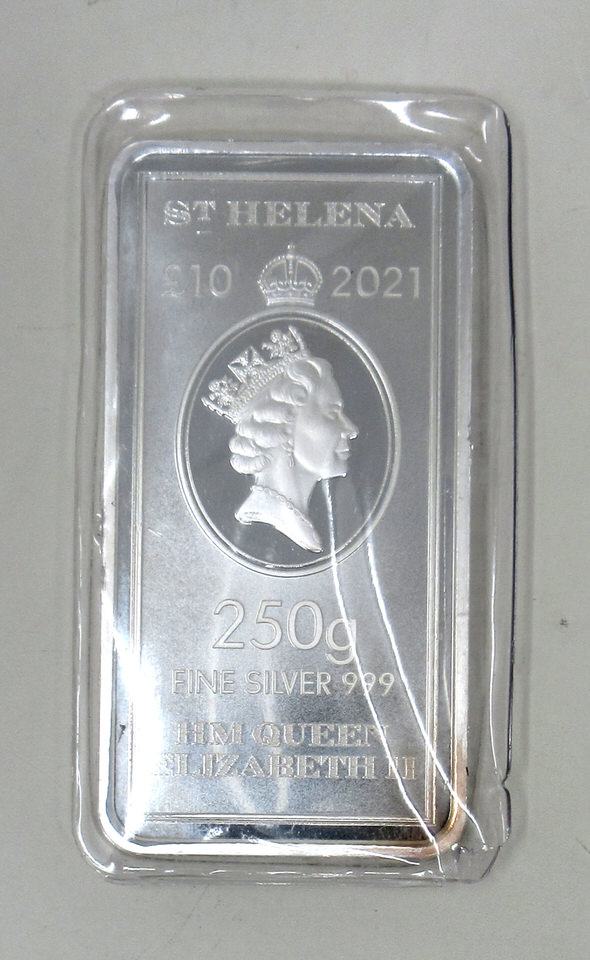 ST HELENA
£10 2021
250g
FINE SILVER 999
HM QUEEN
ELIZABETH II